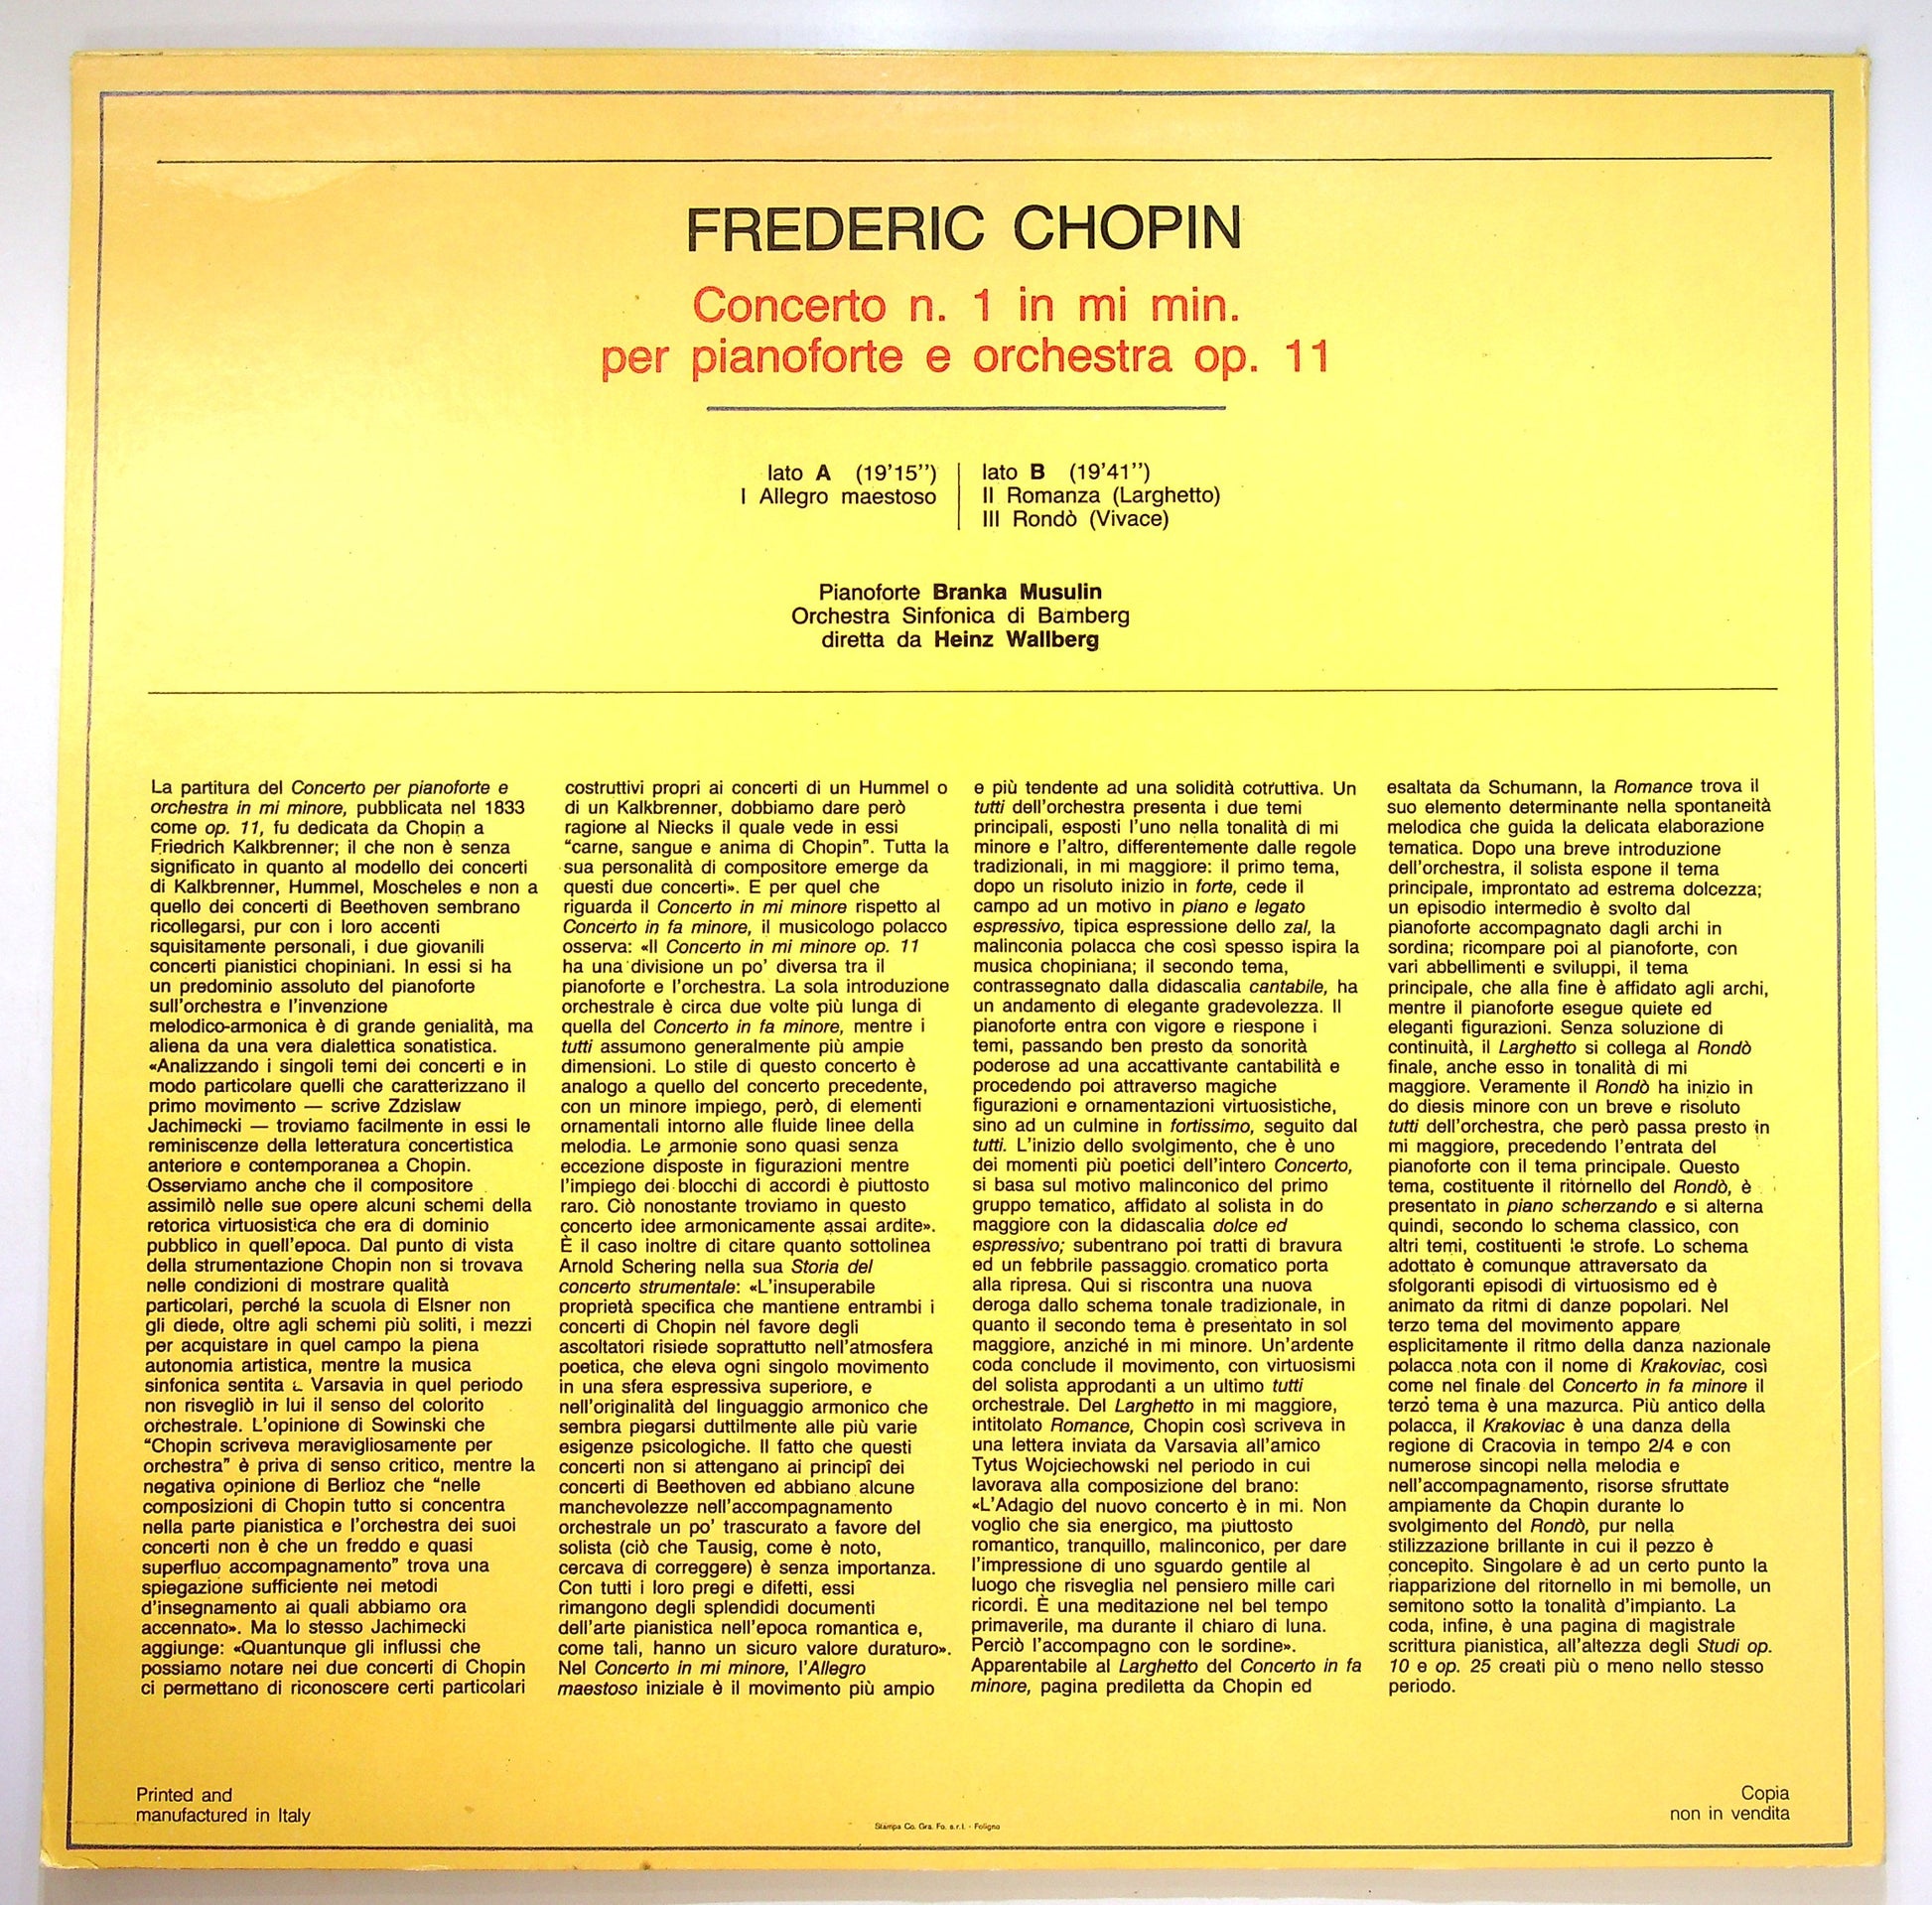 FREDERIC CHOPIN
Concerto n. 1 in mi min.
per pianoforte e orchestra op. 11
lato A (19'15'')
I Allegro maestoso
lato B (19'41'')
II Romanza (Larghetto)
III Rondò (Vivace)
Pianoforte Branka Musulin
Orchestra Sinfonica di Bamberg
diretta da Heinz Wallberg
La partitura del Concerto per pianoforte e
orchestra in mi minore, pubblicata nel 1833
come op. 11, fu dedicata da Chopin a
Friedrich Kalkbrenner; il che non è senza
significato in quanto al modello dei concerti
di Kalkbrenner, Hummel, Moscheles e non a
quello dei concerti di Beethoven sembrano
ricollegarsi, pur con i loro accenti
squisitamente personali, i due giovanili
concerti pianistici chopiniani. In essi si ha
un predominio assoluto del pianoforte
sull'orchestra e l'invenzione
melodico-armonica è di grande genialità, ma
aliena da una vera dialettica sonatistica.
«Analizzando i singoli temi dei concerti e in
modo particolare quelli che caratterizzano il
primo movimento — scrive Zdzislaw
Jachimecki — troviamo facilmente in essi le
reminiscenze della letteratura concertistica
anteriore e contemporanea a Chopin.
Osserviamo anche che il compositore
assimilò nelle sue opere alcuni schemi della
retorica virtuosistica che era di dominio
pubblico in quell'epoca. Dal punto di vista
della strumentazione Chopin non si trovava
nelle condizioni di mostrare qualità
particolari, perché la scuola di Elsner non
gli diede, oltre agli schemi più soliti, i mezzi
per acquistare in quel campo la piena
autonomia artistica, mentre la musica
sinfonica sentita a Varsavia in quel periodo
non risvegliò in lui il senso del colorito
orchestrale. L'opinione di Sowinski che
"Chopin scriveva meravigliosamente per
orchestra" è priva di senso critico, mentre la
negativa opinione di Berlioz che "nelle
composizioni di Chopin tutto si concentra
nella parte pianistica e l'orchestra dei suoi
concerti non è che un freddo e quasi
superfluo accompagnamento" trova una
spiegazione sufficiente nei metodi
d'insegnamento ai quali abbiamo ora
accennato». Ma lo stesso Jachimecki
aggiunge: «Quantunque gli influssi che
possiamo notare nei due concerti di Chopin
ci permettano di riconoscere certi particolari
costruttivi propri ai concerti di un Hummel o
di un Kalkbrenner, dobbiamo dare però
ragione al Niecks il quale vede in essi
"carne, sangue e anima di Chopin". Tutta la
sua personalità di compositore emerge da
questi due concerti». E per quel che
riguarda il Concerto in mi minore rispetto al
Concerto in fa minore, il musicologo polacco
osserva: «Il Concerto in mi minore op. 11
ha una divisione un po' diversa tra il
pianoforte e l'orchestra. La sola introduzione
orchestrale è circa due volte più lunga di
quella del Concerto in fa minore, mentre i
tutti assumono generalmente più ampie
dimensioni. Lo stile di questo concerto è
analogo a quello del concerto precedente,
con un minore impiego, però, di elementi
ornamentali intorno alle fluide linee della
melodia. Le armonie sono quasi senza
eccezione disposte in figurazioni mentre
l'impiego dei blocchi di accordi è piuttosto
raro. Ciò nonostante troviamo in questo
concerto idee armonicamente assai ardite».
È il caso inoltre di citare quanto sottolinea
Arnold Schering nella sua Storia del
concerto strumentale: «L'insuperabile
proprietà specifica che mantiene entrambi i
concerti di Chopin nel favore degli
ascoltatori risiede soprattutto nell'atmosfera
poetica, che eleva ogni singolo movimento
in una sfera espressiva superiore, e
nell'originalità del linguaggio armonico che
sembra piegarsi duttilmente alle più varie
esigenze psicologiche. Il fatto che questi
concerti non si attengano ai principî dei
concerti di Beethoven ed abbiano alcune
manchevolezze nell'accompagnamento
orchestrale un po' trascurato a favore del
solista (ciò che Tausig, come è noto,
cercava di correggere) è senza importanza.
Con tutti i loro pregi e difetti, essi
rimangono degli splendidi documenti
dell'arte pianistica nell'epoca romantica e,
come tali, hanno un sicuro valore duraturo».
Nel Concerto in mi minore, l'Allegro
maestoso iniziale è il movimento più ampio
e più tendente ad una solidità cotruttiva. Un
tutti dell'orchestra presenta i due temi
principali, esposti l'uno nella tonalità di mi
minore e l'altro, differentemente dalle regole
tradizionali, in mi maggiore: il primo tema,
dopo un risoluto inizio in forte, cede il
campo ad un motivo in piano e legato
espressivo, tipica espressione dello zal, la
malinconia polacca che così spesso ispira la
musica chopiniana; il secondo tema,
contrassegnato dalla didascalia cantabile, ha
un andamento di elegante gradevolezza. Il
pianoforte entra con vigore e riespone i
temi, passando ben presto da sonorità
poderose ad una accattivante cantabilità e
procedendo poi attraverso magiche
figurazioni e ornamentazioni virtuosistiche,
sino ad un culmine in fortissimo, seguito dal
tutti. L'inizio dello svolgimento, che è uno
dei momenti più poetici dell'intero Concerto,
si basa sul motivo malinconico del primo
gruppo tematico, affidato al solista in do
maggiore con la didascalia dolce ed
espressivo; subentrano poi tratti di bravura
ed un febbrile passaggio cromatico porta
alla ripresa. Qui si riscontra una nuova
deroga dallo schema tonale tradizionale, in
quanto il secondo tema è presentato in sol
maggiore, anziché in mi minore. Un'ardente
coda conclude il movimento, con virtuosismi
del solista approdanti a un ultimo tutti
orchestrale. Del Larghetto in mi maggiore,
intitolato Romance, Chopin così scriveva in
una lettera inviata da Varsavia all'amico
Tytus Wojciechowski nel periodo in cui
lavorava alla composizione del brano:
«L'Adagio del nuovo concerto è in mi. Non
voglio che sia energico, ma piuttosto
romantico, tranquillo, malinconico, per dare
l'impressione di uno sguardo gentile al
luogo che risveglia nel pensiero mille cari
ricordi. È una meditazione nel bel tempo
primaverile, ma durante il chiaro di luna.
Perciò l'accompagno con le sordine».
Apparentabile al Larghetto del Concerto in fa
minore, pagina prediletta da Chopin ed
esaltata da Schumann, la Romance trova il
suo elemento determinante nella spontaneità
melodica che guida la delicata elaborazione
tematica. Dopo una breve introduzione
dell'orchestra, il solista espone il tema
principale, improntato ad estrema dolcezza;
un episodio intermedio è svolto dal
pianoforte accompagnato dagli archi in
sordina; ricompare poi al pianoforte, con
vari abbellimenti e sviluppi, il tema
principale, che alla fine è affidato agli archi,
mentre il pianoforte esegue quiete ed
eleganti figurazioni. Senza soluzione di
continuità, il Larghetto si collega al Rondò
finale, anche esso in tonalità di mi
maggiore. Veramente il Rondò ha inizio in
do diesis minore con un breve e risoluto
tutti dell'orchestra, che però passa presto in
mi maggiore, precedendo l'entrata del
pianoforte con il tema principale. Questo
tema, costituente il ritornello del Rondò, è
presentato in piano scherzando e si alterna
quindi, secondo lo schema classico, con
altri temi, costituenti le strofe. Lo schema
adottato è comunque attraversato da
sfolgoranti episodi di virtuosismo ed è
animato da ritmi di danze popolari. Nel
terzo tema del movimento appare
esplicitamente il ritmo della danza nazionale
polacca nota con il nome di Krakoviac, così
come nel finale del Concerto in fa minore il
terzo tema è una mazurca. Più antico della
polacca, il Krakoviac è una danza della
regione di Cracovia in tempo 2/4 e con
numerose sincopi nella melodia e
nell'accompagnamento, risorse sfruttate
ampiamente da Chopin durante lo
svolgimento del Rondò, pur nella
stilizzazione brillante in cui il pezzo è
concepito. Singolare è ad un certo punto la
riapparizione del ritornello in mi bemolle, un
semitono sotto la tonalità d'impianto. La
coda, infine, è una pagina di magistrale
scrittura pianistica, all'altezza degli Studi op.
10 e op. 25 creati più o meno nello stesso
periodo.
Printed and
manufactured in Italy
Stampa Co. Gra. Fo. s.r.l. - Foligno
Copia
non in vendita